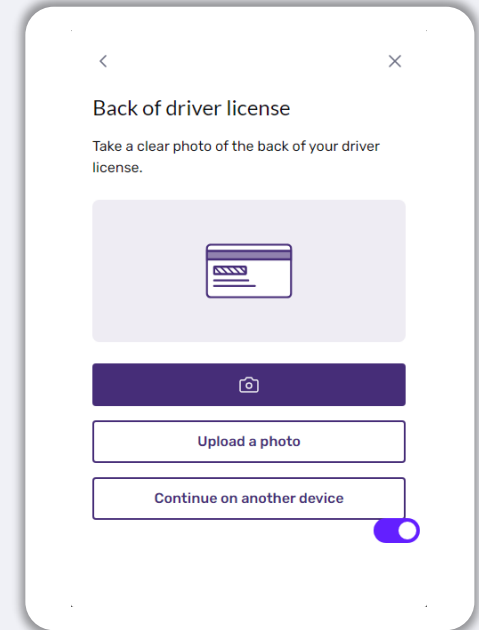 Back of driver license
Take a clear photo of the back of your driver
license.
Upload a photo
Continue on another device